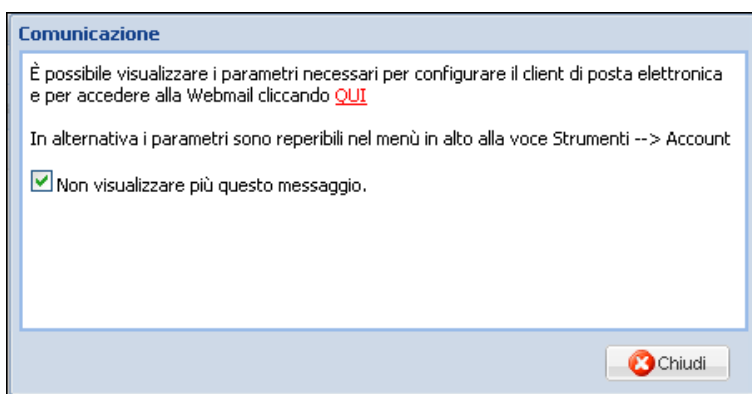 Comunicazione
È possibile visualizzare i parametri necessari per configurare il client di posta elettronica
e per accedere alla Webmail cliccando QUI
In alternativa i parametri sono reperibili nel menù in alto alla voce Strumenti --> Account
Non visualizzare più questo messaggio.
Chiudi